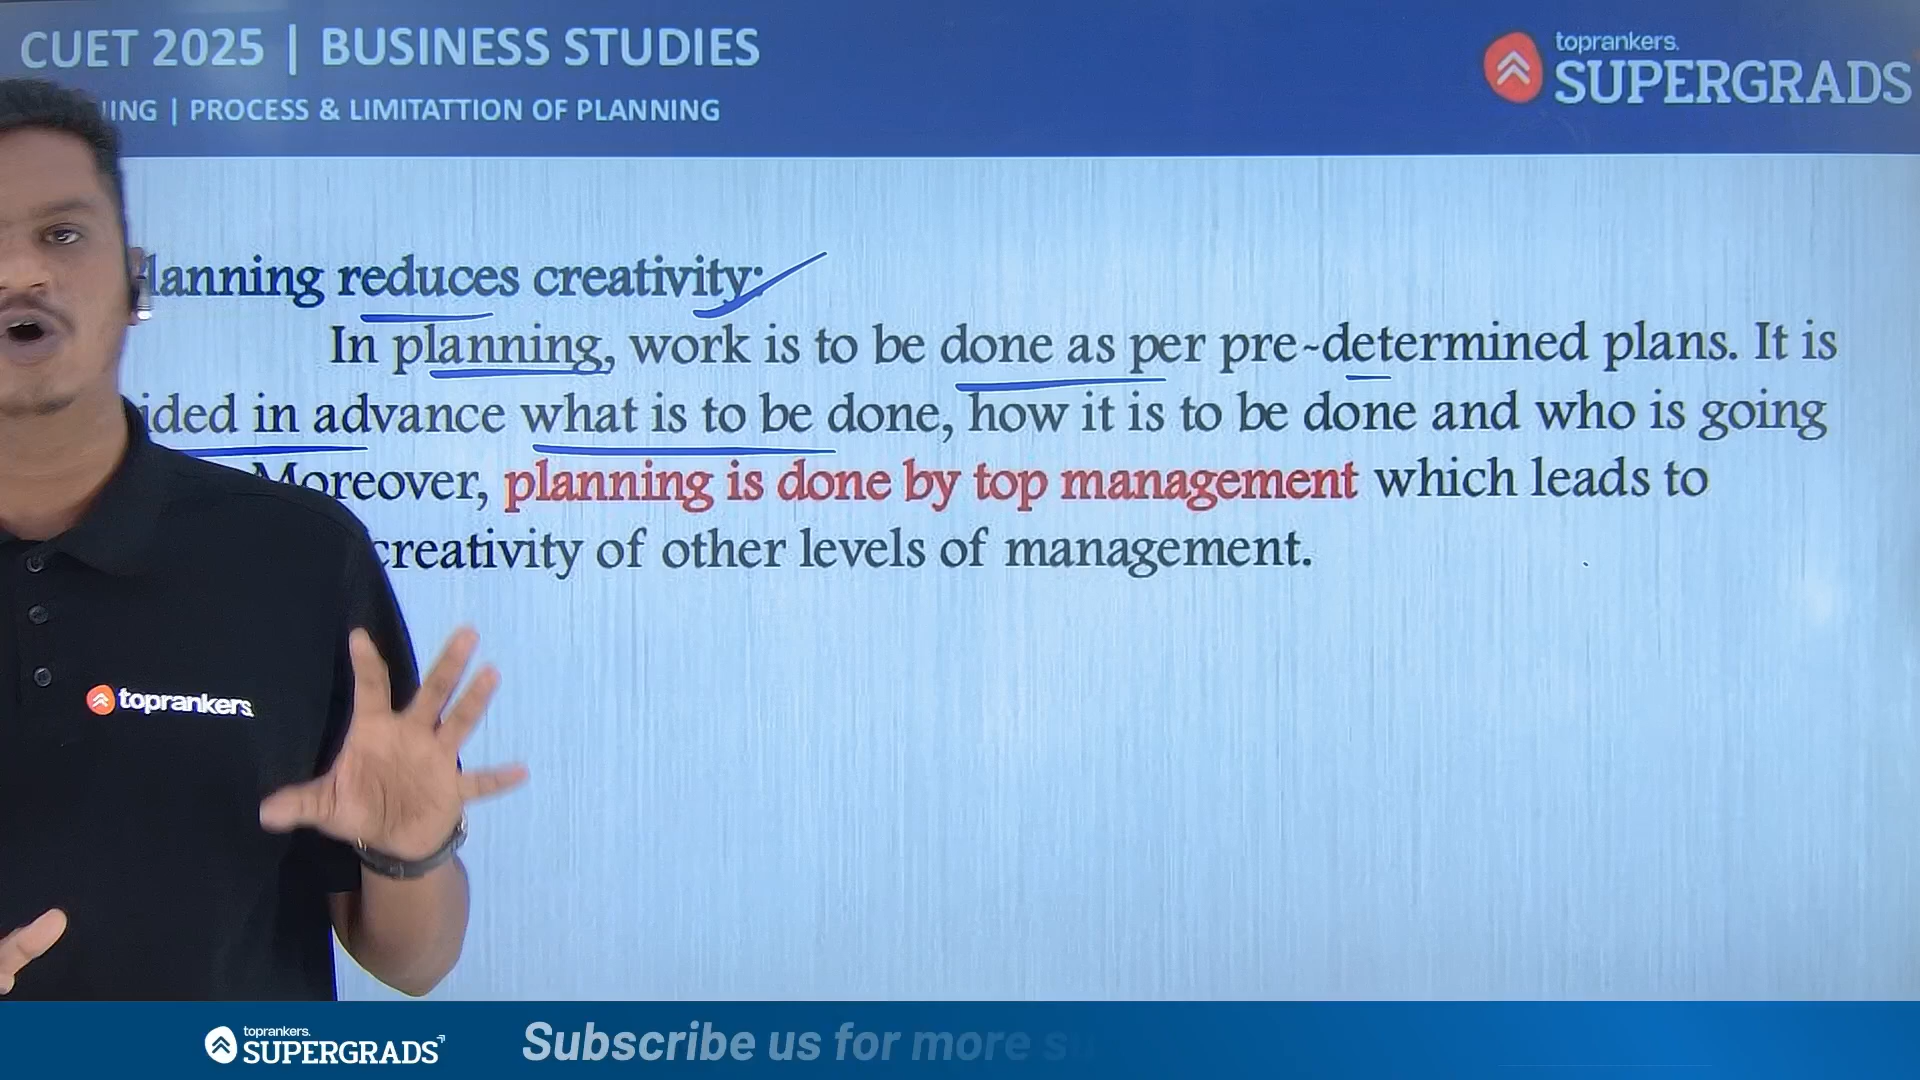 CUET 2025 | BUSINESS STUDIES
| PROCESS & LIMITATTION OF PLANNING
toprankers.
SUPERGRADS
lanning reduces creativity:
In planning, work is to be done as per pre-determined plans. It is
ided in advance what is to be done, how it is to be done and who is going
Moreover, planning is done by top management which leads to
creativity of other levels of management.
toprankers.
toprankers.
SUPERGRADS
Subscribe us for more